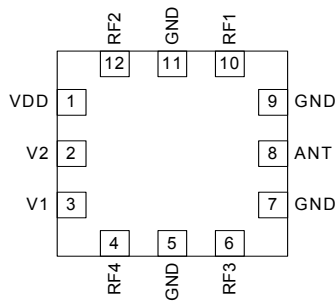 RF2 GND RF1
12 11 10
VDD 1 9 GND
V2 2 8 ANT
V1 3 7 GND
4 5 6
RF4 GND RF3